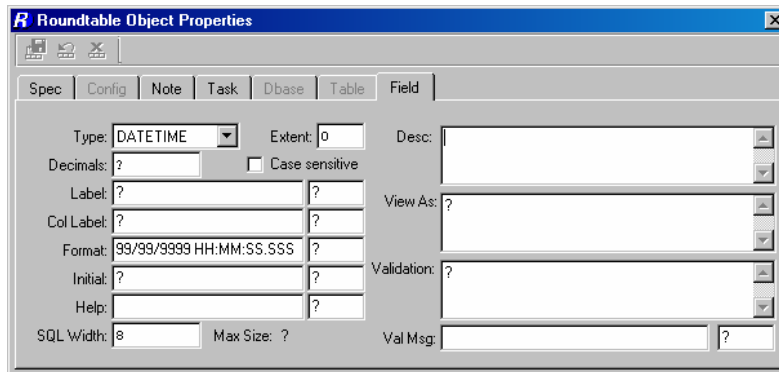 R Roundtable Object Properties
Spec Config Note Task Dbase Table Field
Type: DATETIME Extent: 0 Desc:
Decimals: ? Case sensitive
Label: ? ? View As: ?
Col Label: ? ?
Format: 99/99/9999 HH:MM:SS.SSS ? Validation: ?
Initial: ? ?
Help: ?
SQL Width: 8 Max Size: ? Val Msg: ?